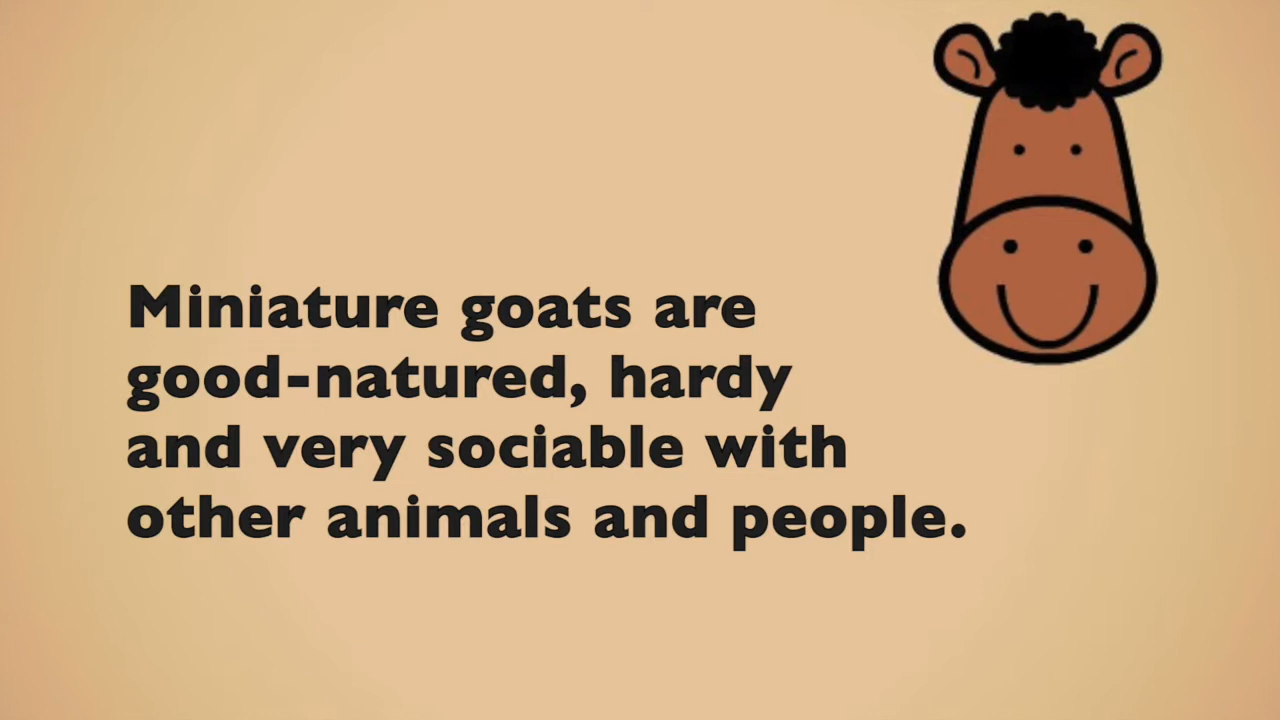 Miniature goats are
good-natured, hardy
and very sociable with
other animals and people.